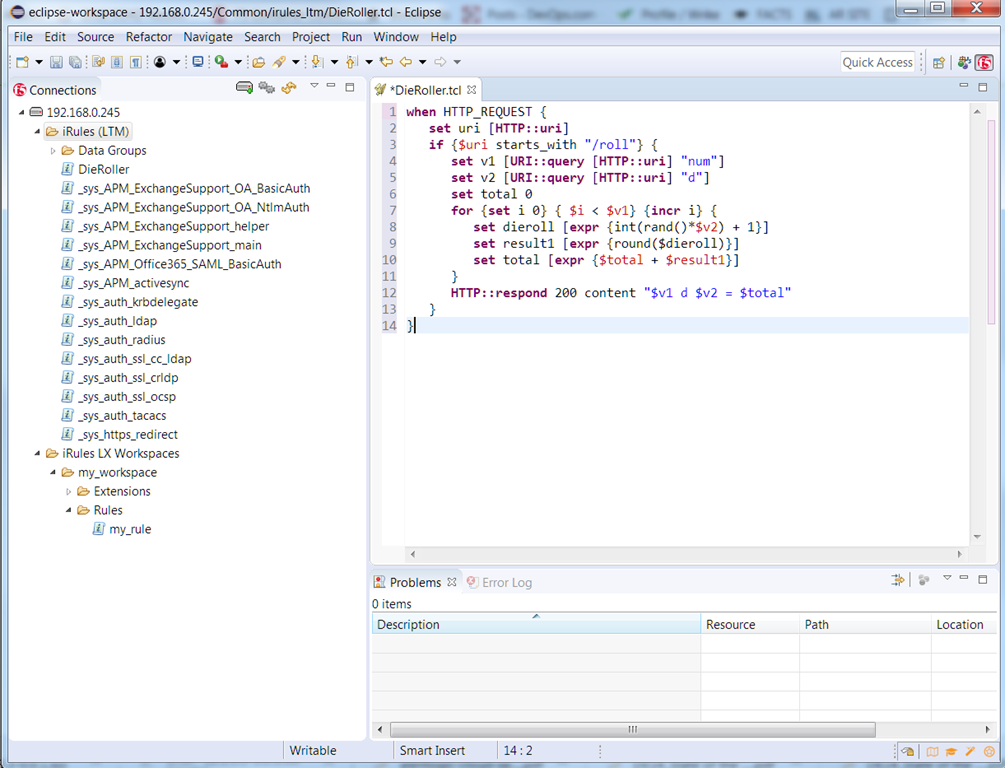 eclipse-workspace - 192.168.0.245/Common/irules_ltm/DieRoller.tcl - Eclipse
File Edit Source Refactor Navigate Search Project Run Window Help
Quick Access
Connections
192.168.0.245
iRules (LTM)
Data Groups
DieRoller
_sys_APM_ExchangeSupport_OA_BasicAuth
_sys_APM_ExchangeSupport_OA_NtlmAuth
_sys_APM_ExchangeSupport_helper
_sys_APM_ExchangeSupport_main
_sys_APM_Office365_SAML_BasicAuth
_sys_APM_activesync
_sys_auth_krbdelegate
_sys_auth_ldap
_sys_auth_radius
_sys_auth_ssl_cc_ldap
_sys_auth_ssl_crldp
_sys_auth_ssl_ocsp
_sys_auth_tacacs
_sys_https_redirect
iRules LX Workspaces
my_workspace
Extensions
Rules
my_rule
*DieRoller.tcl
1 when HTTP_REQUEST {
2 set uri [HTTP::uri]
3 if {$uri starts_with "/roll"} {
4 set v1 [URI::query [HTTP::uri] "num"]
5 set v2 [URI::query [HTTP::uri] "d"]
6 set total 0
7 for {set i 0} { $i < $v1} {incr i} {
8 set dieroll [expr {int(rand()*$v2) + 1}]
9 set result1 [expr {round($dieroll)}]
10 set total [expr {$total + $result1}]
11 }
12 HTTP::respond 200 content "$v1 d $v2 = $total"
13 }
14 }
Problems Error Log
0 items
Description Resource Path Location
Writable Smart Insert 14 : 2